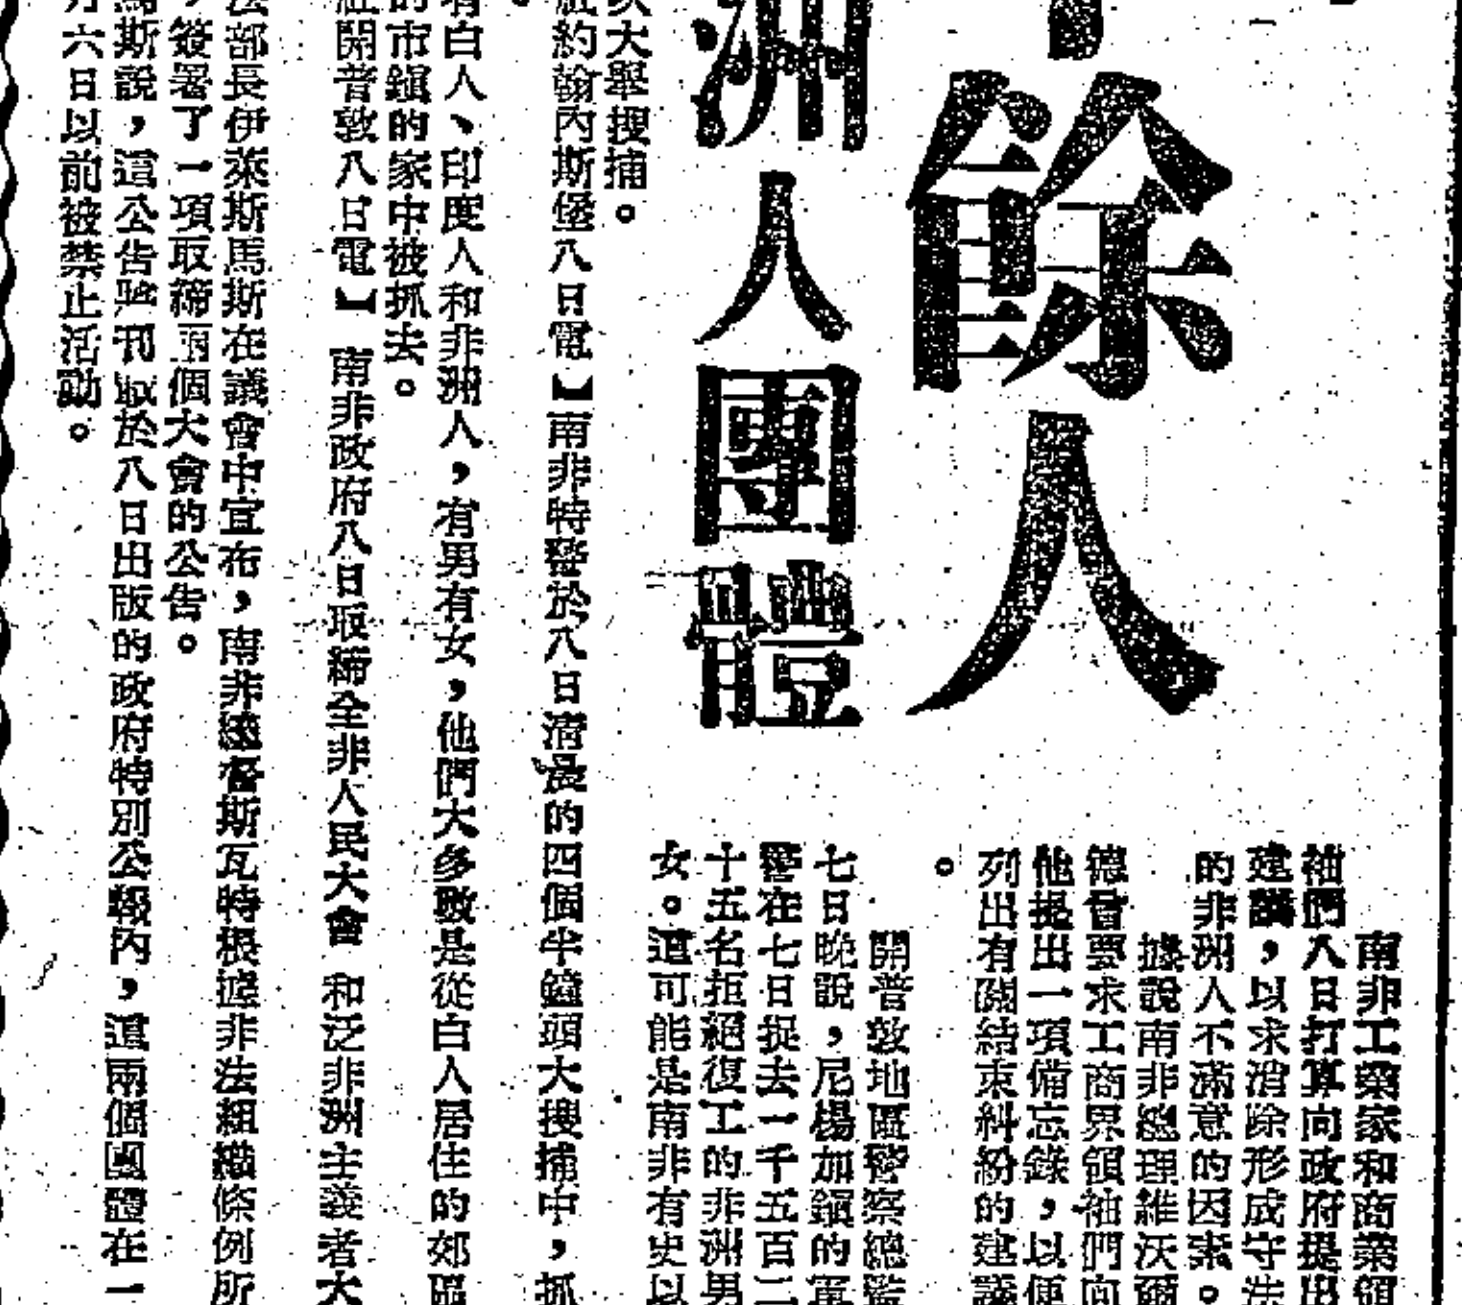 餘人
洲人團體
南非工業家和商業領
袖們八日打算向政府提出
建議，以求消除形成守法
的非洲人不滿意的因素。
據說南非總理維沃爾
德曾要求工商界領袖們向
他提出一項備忘錄，以便
列出有關結束糾紛的建議
。
開普敦地區警察總監
七日晚說，尼楊加鎮的軍
警在七日捉去一千五百二
十五名拒絕復工的非洲男
女。這可能是南非有史以
次大舉搜捕。
社約翰內斯堡八日電】南非特警於八日清晨的四個半鐘頭大搜捕中，抓
有白人、印度人和非洲人，有男有女，他們大多數是從白人居住的郊區
的市鎮的家中被抓去。
社開普敦八日電】南非政府八日取締全非人民大會和泛非洲主義者大
法部長伊萊斯馬斯在議會中宣布，南非總督斯瓦特根據非法組織條例所
，簽署了一項取締兩個大會的公告。
馬斯說，這公告將刊載於八日出版的政府特別公報內，這兩個團體在一
月六日以前被禁止活動。